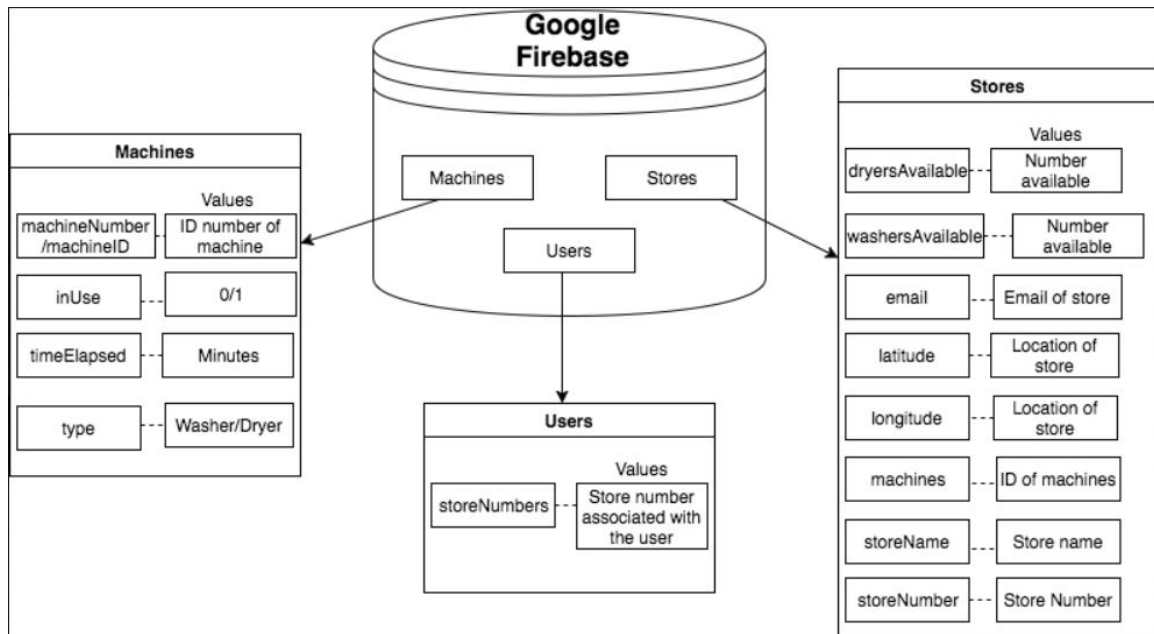 Google
Firebase
Machines
Stores
Users
Machines
Values
machineNumber
/machineID
ID number of
machine
inUse
0/1
timeElapsed
Minutes
type
Washer/Dryer
Users
Values
storeNumbers
Store number
associated with
the user
Stores
Values
dryersAvailable
Number
available
washersAvailable
Number
available
email
Email of store
latitude
Location of
store
longitude
Location of
store
machines
ID of machines
storeName
Store name
storeNumber
Store Number